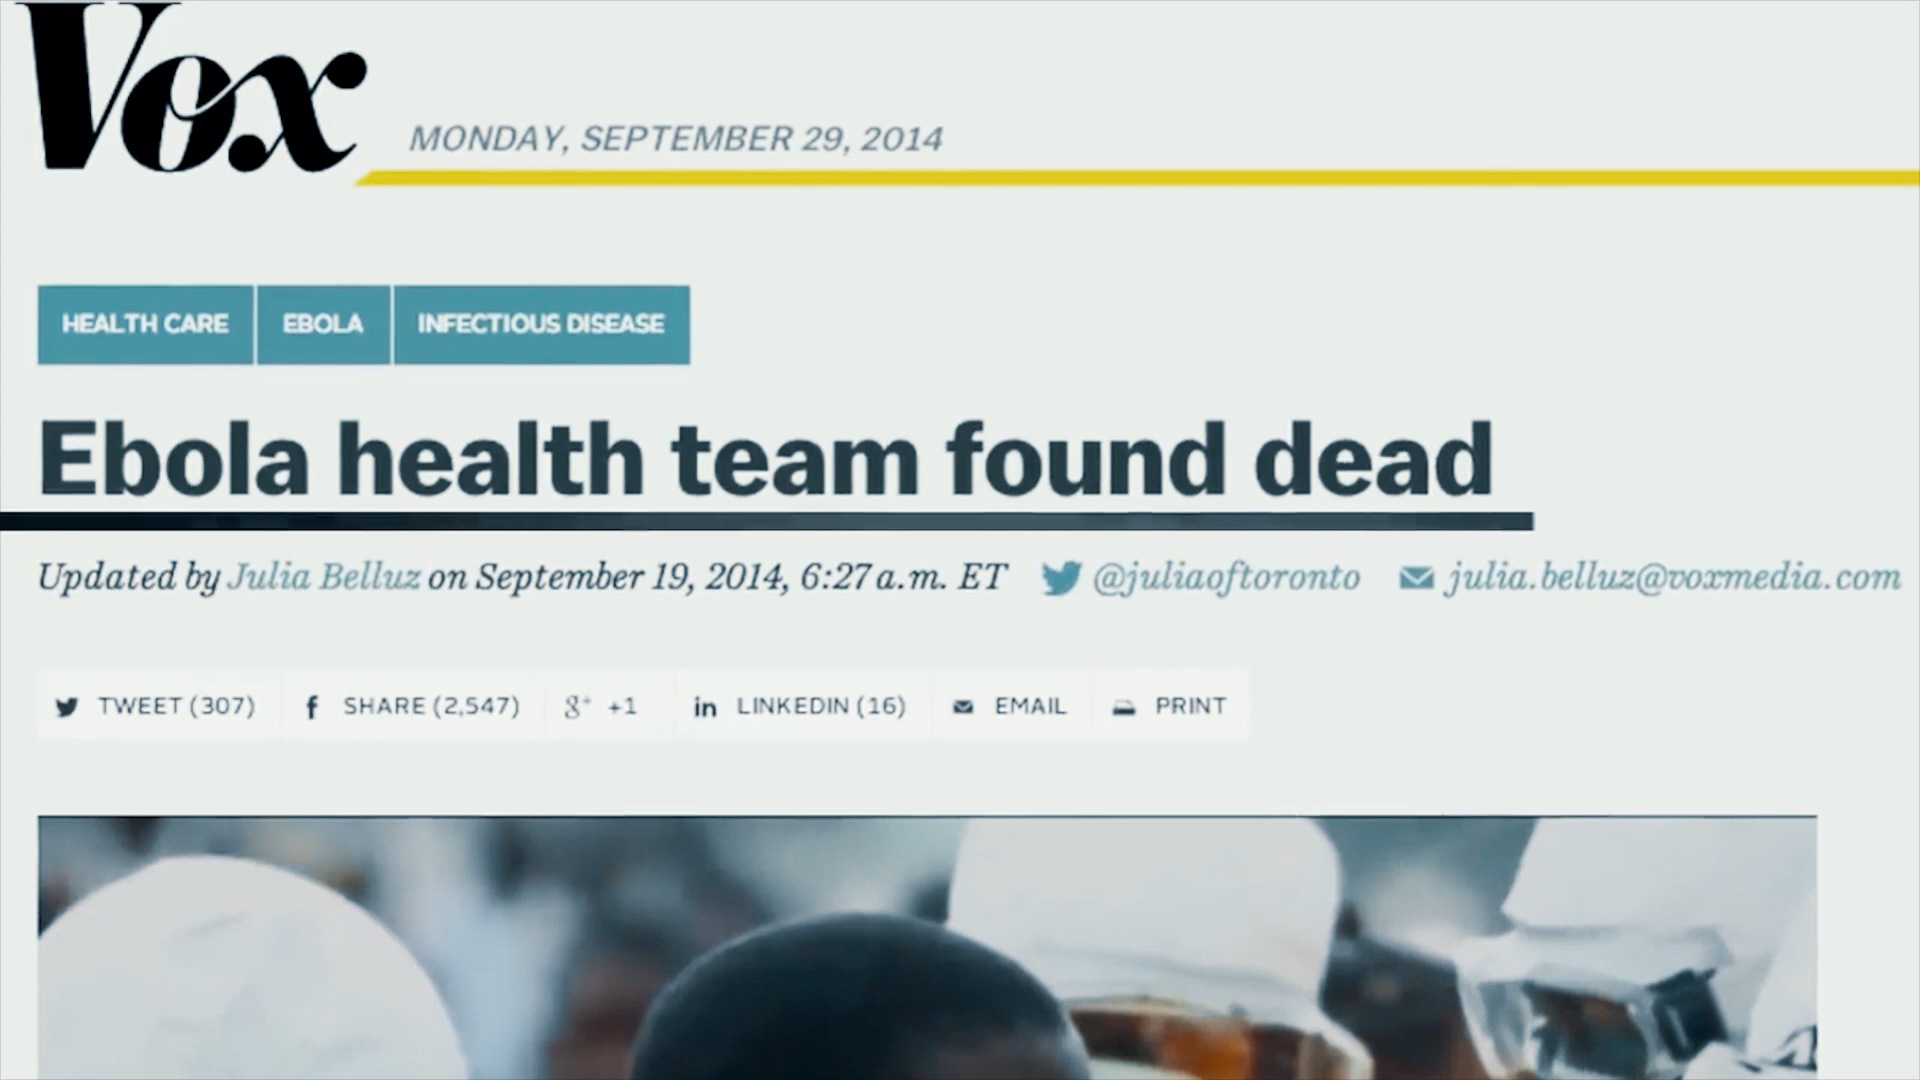 Vox
MONDAY, SEPTEMBER 29, 2014
HEALTH CARE EBOLA INFECTIOUS DISEASE
Ebola health team found dead
Updated by Julia Belluz on September 19, 2014, 6:27 a.m. ET @juliaoftoronto julia.belluz@voxmedia.com
TWEET (307) f SHARE (2,547) g+ +1 in LINKEDIN (16) EMAIL PRINT